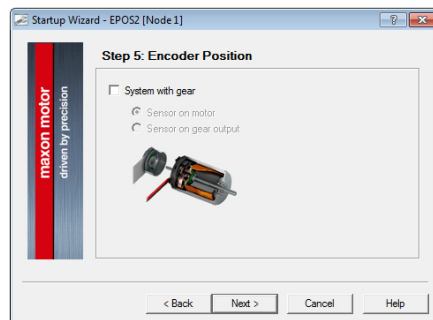 Startup Wizard - EPOS2 [Node 1]
Step 5: Encoder Position
maxon motor
driven by precision
System with gear
Sensor on motor
Sensor on gear output
< Back
Next >
Cancel
Help